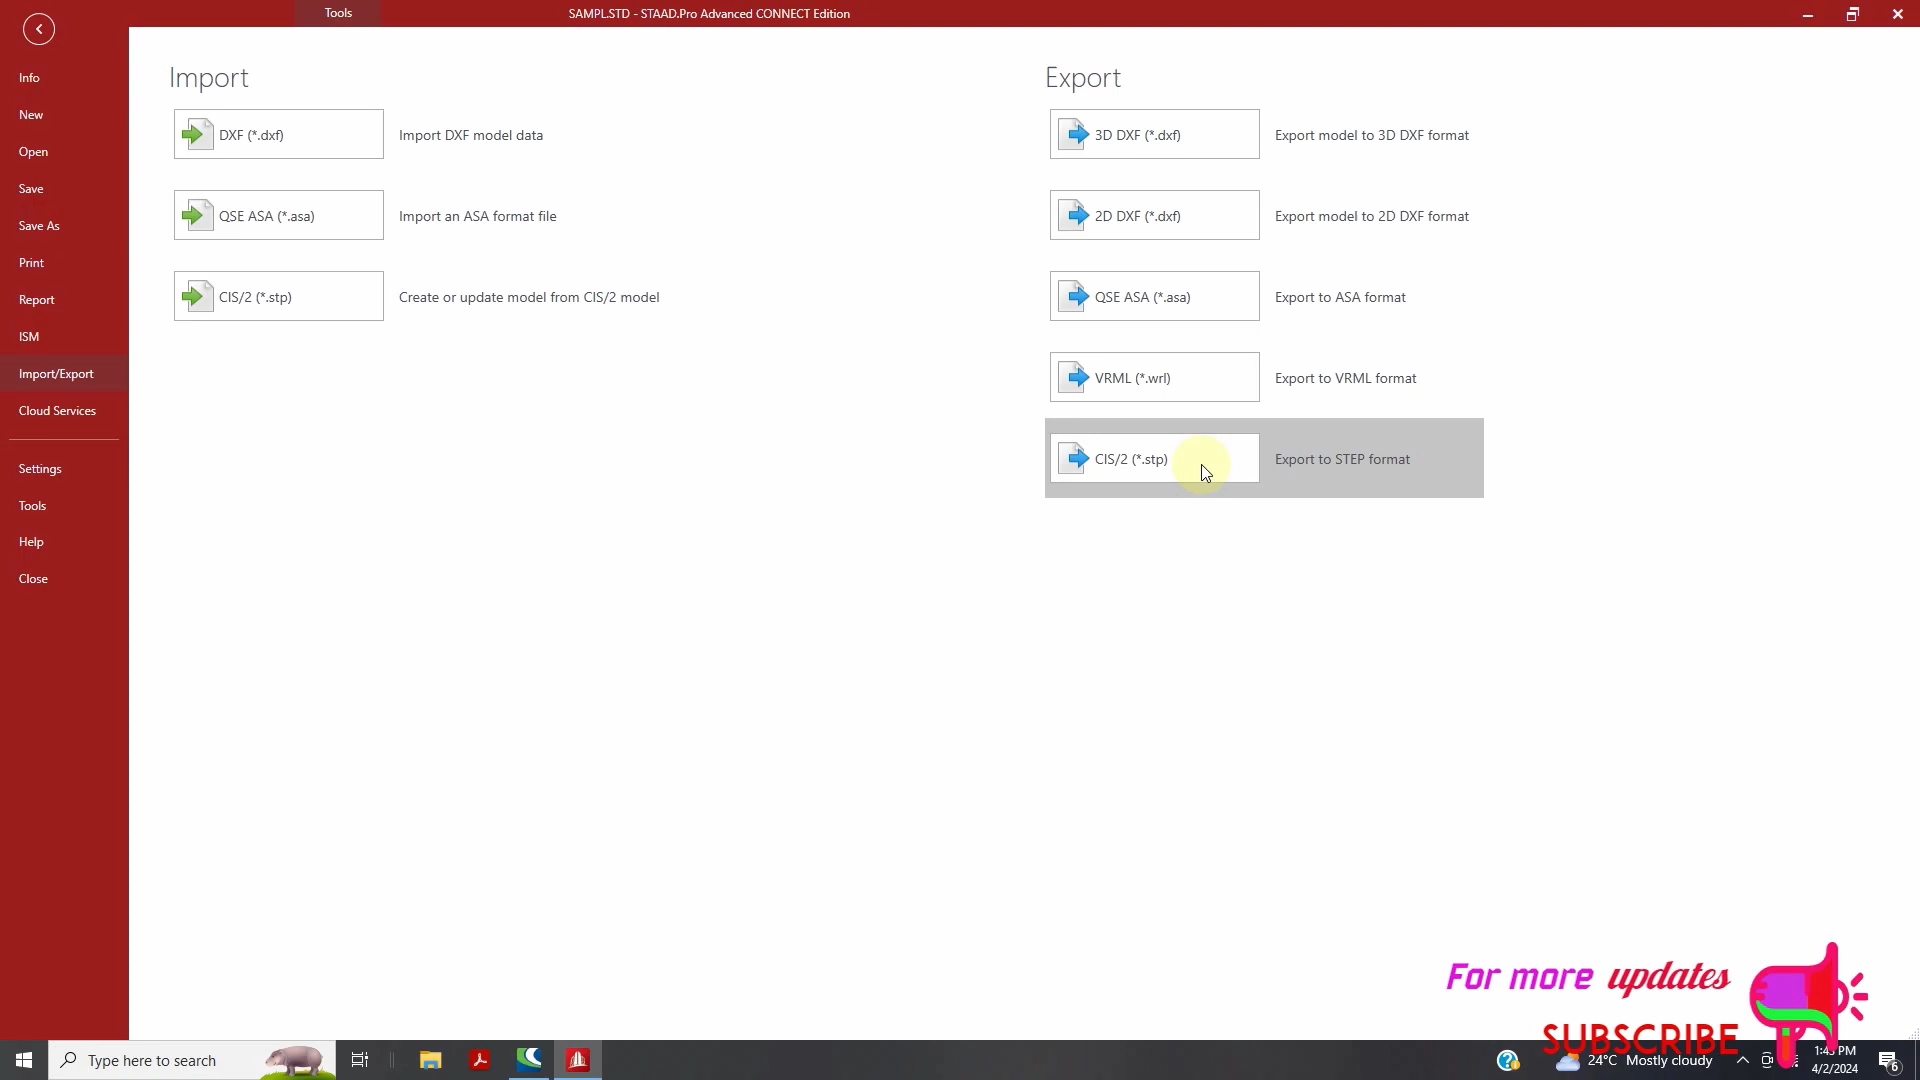 Tools
SAMPL.STD - STAAD.Pro Advanced CONNECT Edition
Info
New
Open
Save
Save As
Print
Report
ISM
Import/Export
Cloud Services
Settings
Tools
Help
Close
Import
DXF (*.dxf) Import DXF model data
QSE ASA (*.asa) Import an ASA format file
CIS/2 (*.stp) Create or update model from CIS/2 model
Export
3D DXF (*.dxf) Export model to 3D DXF format
2D DXF (*.dxf) Export model to 2D DXF format
QSE ASA (*.asa) Export to ASA format
VRML (*.wrl) Export to VRML format
CIS/2 (*.stp) Export to STEP format
For more updates
SUBSCRIBE
Type here to search
24°C Mostly cloudy
1:43 PM
4/2/2024
6